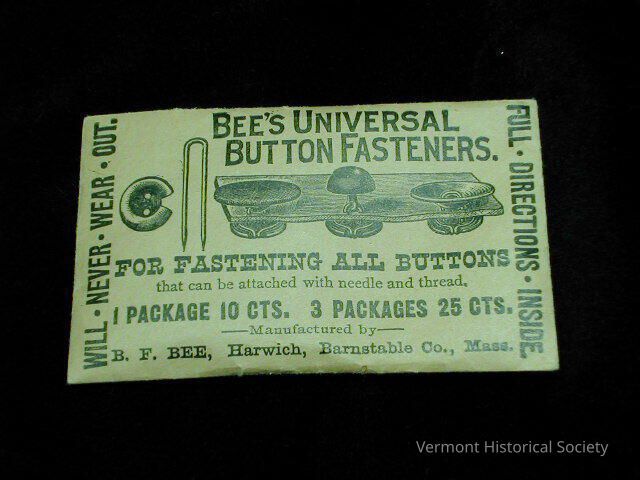 WILL · NEVER · WEAR · OUT.
BEE'S UNIVERSAL
BUTTON FASTENERS.
FOR FASTENING ALL BUTTONS
that can be attached with needle and thread.
1 PACKAGE 10 CTS. 3 PACKAGES 25 CTS.
—Manufactured by—
B. F. BEE, Harwich, Barnstable Co., Mass.
FULL · DIRECTIONS · INSIDE
Vermont Historical Society